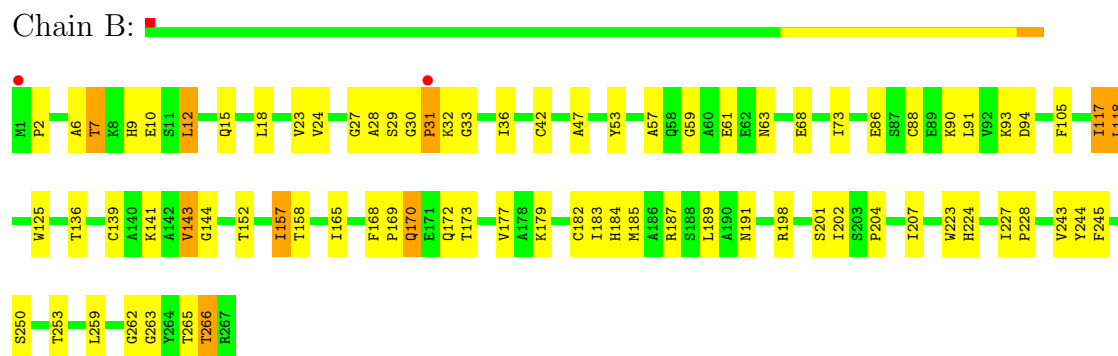 Chain B:
M1 P2 A6 T7 K8 H9 E10 S11 L12 Q15 L18 V23 V24 G27 A28 S29 G30 P31 K32 G33 I36 C42 A47 Y53 A57 Q58 G59 A60 E61 E62 N63 E68 I73 E86 S87 C88 E89 K90 L91 V92 K93 D94 F105 I117 L118
W125 T136 C139 A140 K141 A142 V143 G144 T152 I157 T158 I165 F168 P169 Q170 E171 Q172 T173 V177 A178 K179 C182 I183 H184 M185 A186 R187 S188 L189 A190 N191 R198 S201 I202 S203 P204 I207 W223 H224 I227 P228 V243 Y244 F245
S250 T253 L259 G262 G263 Y264 T265 T266 R267